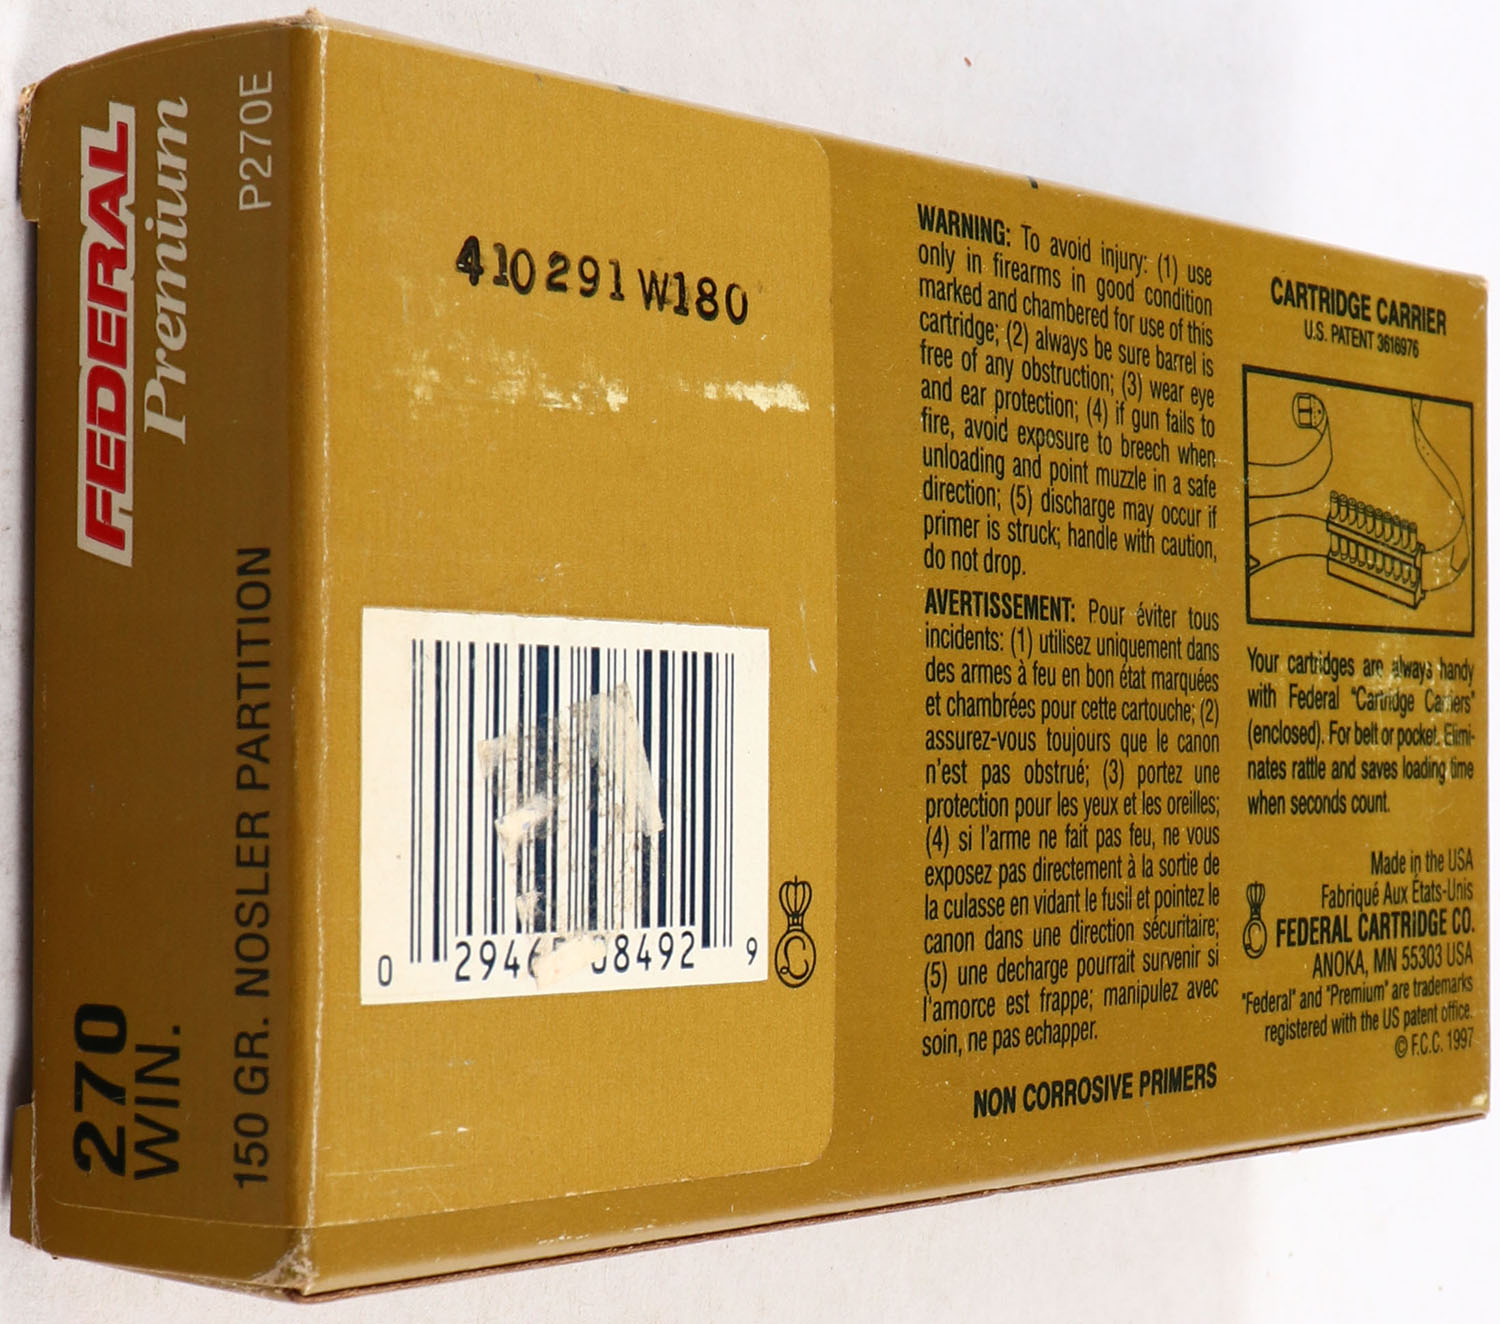 FEDERAL
Premium
P270E
270
WIN.
150 GR. NOSLER PARTITION
410291W180
0 2946 8492 9
WARNING: To avoid injury: (1) use
only in firearms in good condition
marked and chambered for use of this
cartridge; (2) always be sure barrel is
free of any obstruction; (3) wear eye
and ear protection; (4) if gun fails to
fire, avoid exposure to breech when
unloading and point muzzle in a safe
direction; (5) discharge may occur if
primer is struck; handle with caution,
do not drop.
AVERTISSEMENT: Pour éviter tous
incidents: (1) utilisez uniquement dans
des armes à feu en bon état marquées
et chambrées pour cette cartouche; (2)
assurez-vous toujours que le canon
n'est pas obstrué; (3) portez une
protection pour les yeux et les oreilles;
(4) si l'arme ne fait pas feu, ne vous
exposez pas directement à la sortie de
la culasse en vidant le fusil et pointez le
canon dans une direction sécuritaire;
(5) une decharge pourrait survenir si
l'amorce est frappe; manipulez avec
soin, ne pas echapper.
NON CORROSIVE PRIMERS
CARTRIDGE CARRIER
U.S. PATENT 3616976
Your cartridges are always handy
with Federal "Cartridge Carriers"
(enclosed). For belt or pocket. Elimi-
nates rattle and saves loading time
when seconds count.
Made in the USA
Fabriqué Aux États-Unis
FEDERAL CARTRIDGE CO.
ANOKA, MN 55303 USA
"Federal" and "Premium" are trademarks
registered with the US patent office.
© F.C.C. 1997